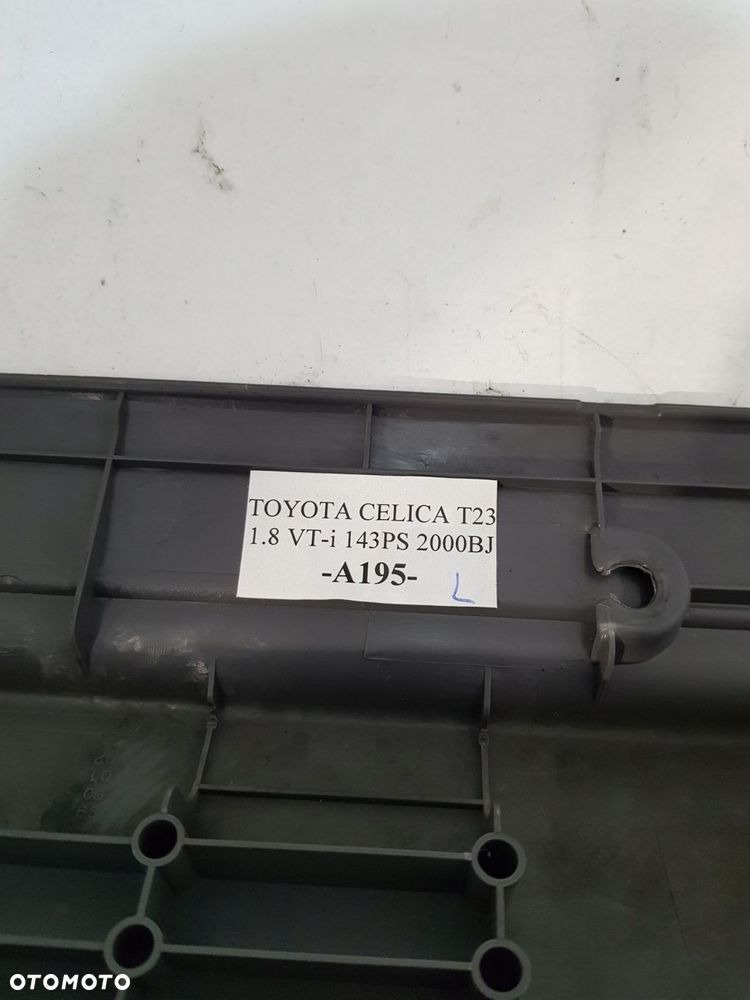 TOYOTA CELICA T23
1.8 VT-i 143PS 2000BJ
-A195-
L
OTOMOTO